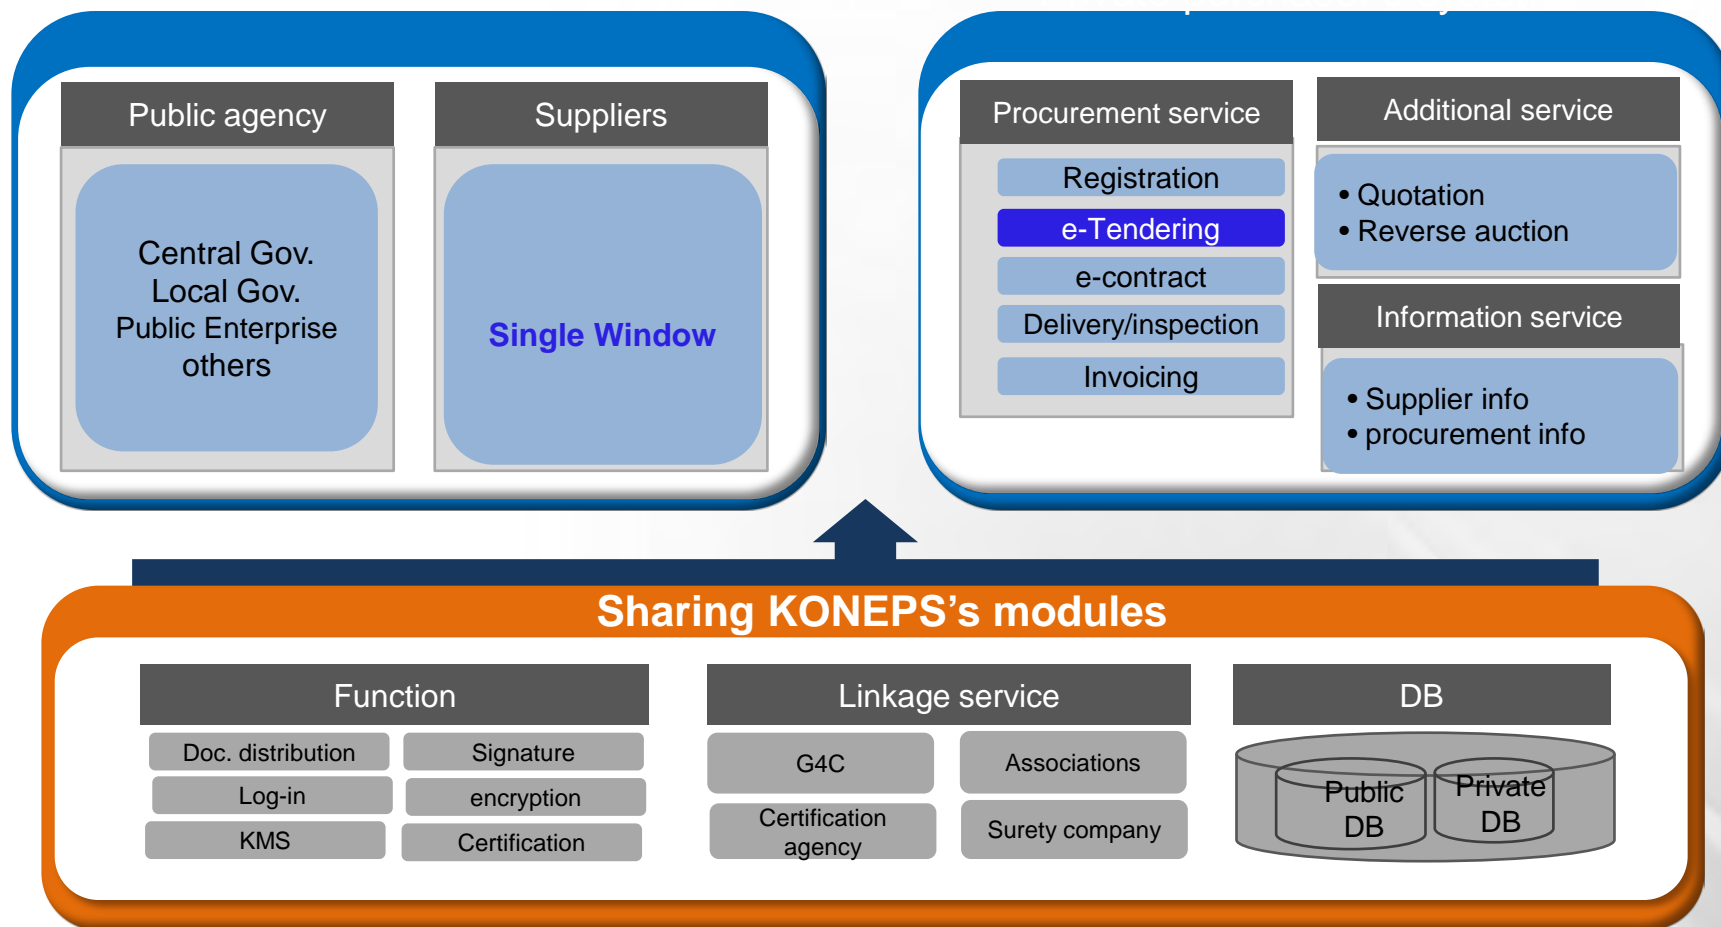 Public agency
Central Gov.
Local Gov.
Public Enterprise
others
Suppliers
Single Window
Procurement service
Registration
e-Tendering
e-contract
Delivery/inspection
Invoicing
Additional service
• Quotation
• Reverse auction
Information service
• Supplier info
• procurement info
Sharing KONEPS’s modules
Function
Doc. distribution
Signature
Log-in
encryption
KMS
Certification
Linkage service
G4C
Associations
Certification
agency
Surety company
DB
Public
DB
Private
DB